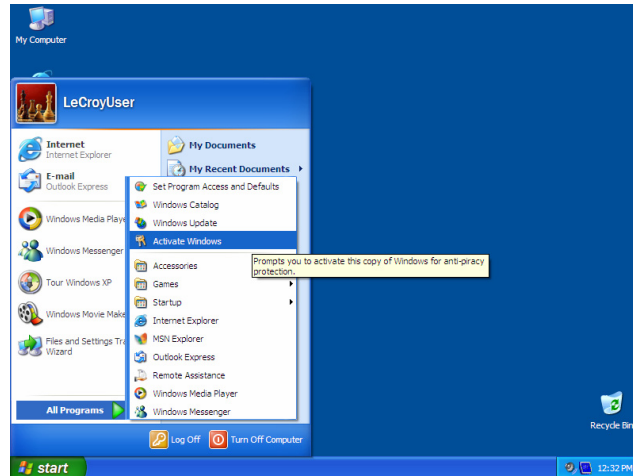 My Computer
LeCroyUser
Internet
Internet Explorer
E-mail
Outlook Express
Windows Media Playe
Windows Messenger
Tour Windows XP
Windows Movie Make
Files and Settings Tra
Wizard
All Programs
My Documents
My Recent Documents
Set Program Access and Defaults
Windows Catalog
Windows Update
Activate Windows
Prompts you to activate this copy of Windows for anti-piracy
protection.
Accessories
Games
Startup
Internet Explorer
MSN Explorer
Outlook Express
Remote Assistance
Windows Media Player
Windows Messenger
Log Off
Turn Off Computer
Recycle Bin
start
12:32 PM